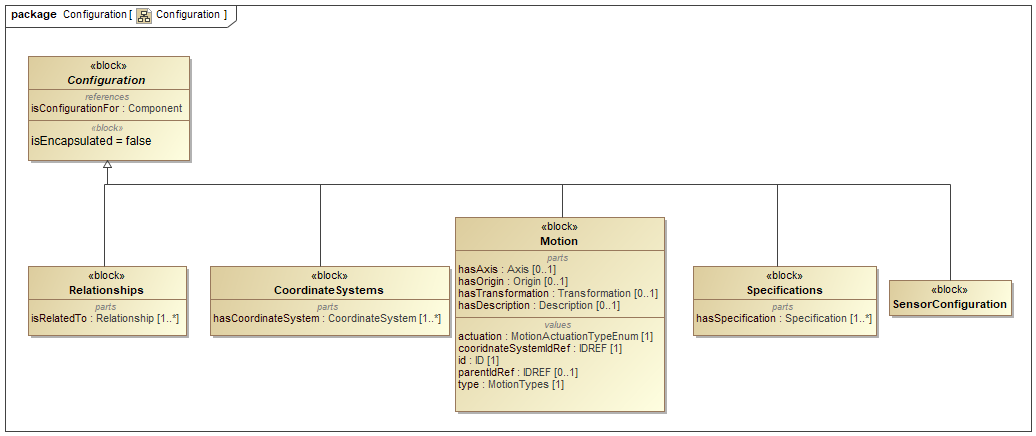 package Configuration [ Configuration ]
«block»
Configuration
references
isConfigurationFor : Component
«block»
isEncapsulated = false
«block»
Relationships
parts
isRelatedTo : Relationship [1..*]
«block»
CoordinateSystems
parts
hasCoordinateSystem : CoordinateSystem [1..*]
«block»
Motion
parts
hasAxis : Axis [0..1]
hasOrigin : Origin [0..1]
hasTransformation : Transformation [0..1]
hasDescription : Description [0..1]
values
actuation : MotionActuationTypeEnum [1]
cooridnateSystemIdRef : IDREF [1]
id : ID [1]
parentIdRef : IDREF [0..1]
type : MotionTypes [1]
«block»
Specifications
parts
hasSpecification : Specification [1..*]
«block»
SensorConfiguration